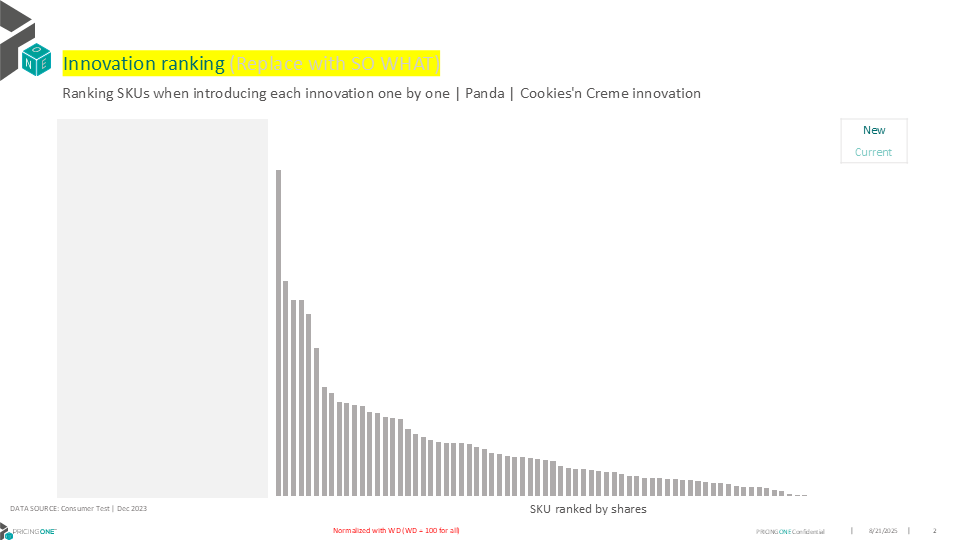 Innovation ranking (Replace with SO WHAT)
Ranking SKUs when introducing each innovation one by one | Panda | Cookies'n Creme innovation
New
Current
SKU ranked by shares
DATA SOURCE: Consumer Test | Dec 2023
Normalized with WD (WD = 100 for all)
PRICINGONE
PRICINGONE Confidential | 8/21/2025 | 2
O
N E